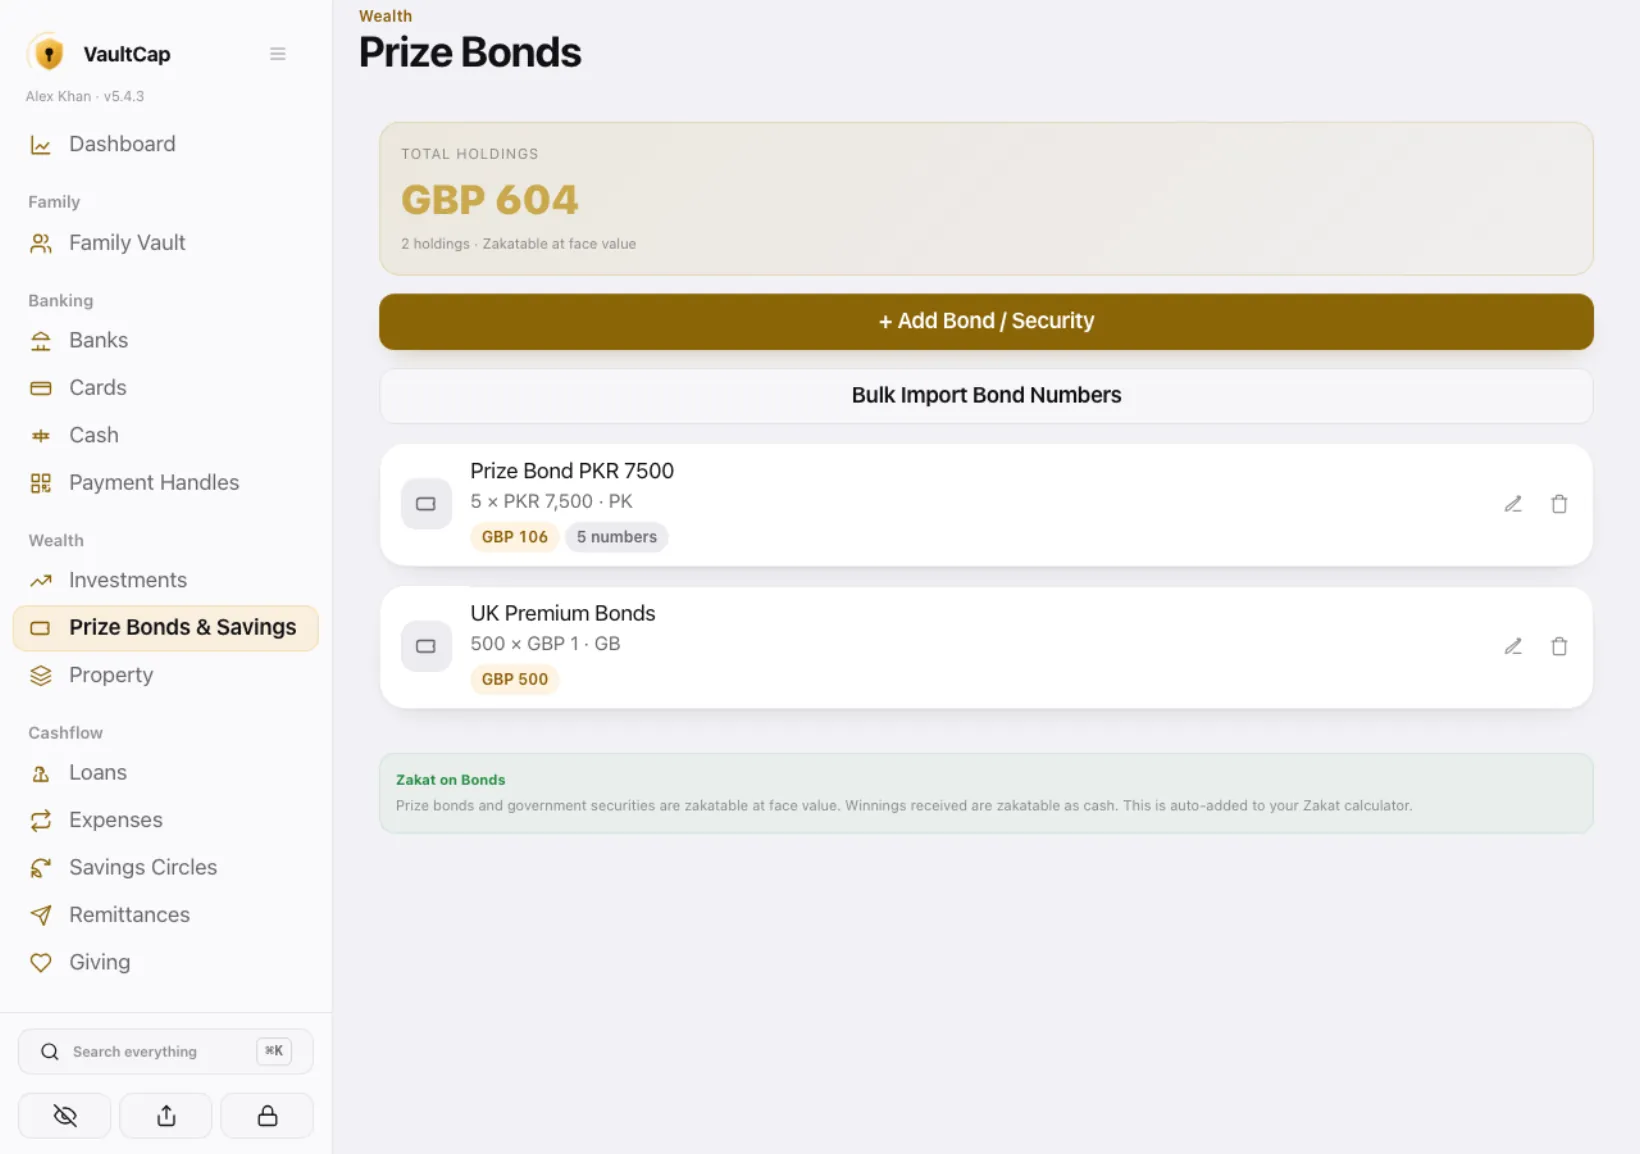 VaultCap
Alex Khan · v5.4.3
Dashboard
Family
Family Vault
Banking
Banks
Cards
Cash
Payment Handles
Wealth
Investments
Prize Bonds & Savings
Property
Cashflow
Loans
Expenses
Savings Circles
Remittances
Giving
Search everything
⌘K
Wealth
Prize Bonds
TOTAL HOLDINGS
GBP 604
2 holdings · Zakatable at face value
+ Add Bond / Security
Bulk Import Bond Numbers
Prize Bond PKR 7500
5 × PKR 7,500 · PK
GBP 106
5 numbers
UK Premium Bonds
500 × GBP 1 · GB
GBP 500
Zakat on Bonds
Prize bonds and government securities are zakatable at face value. Winnings received are zakatable as cash. This is auto-added to your Zakat calculator.